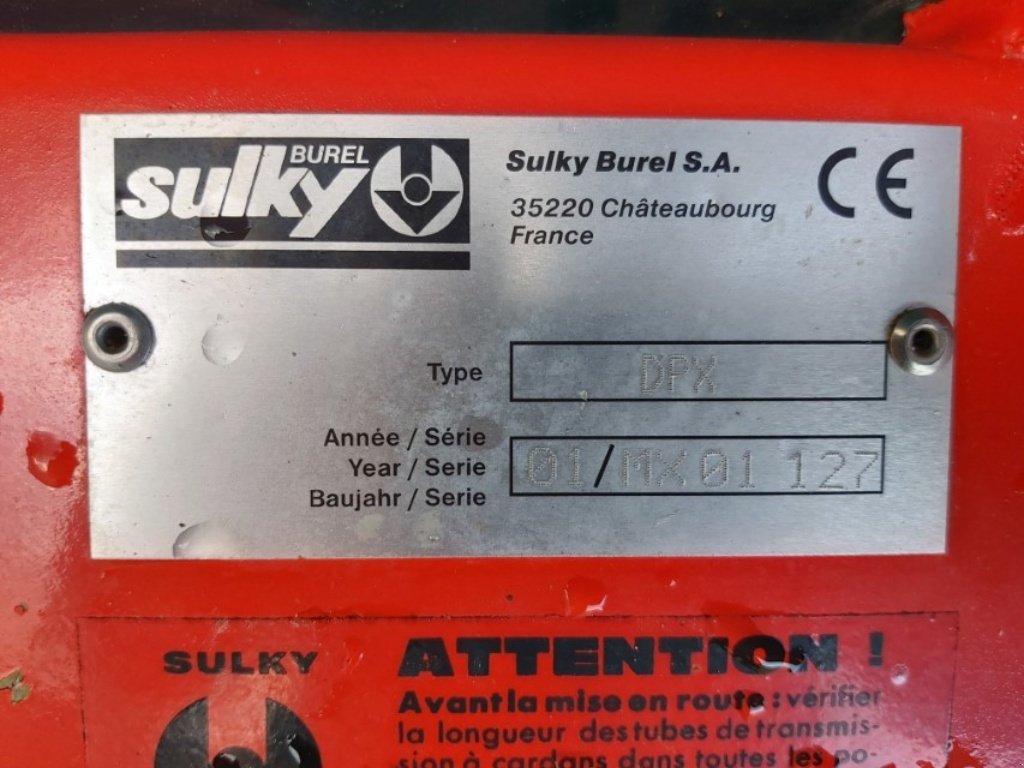 sulky BUREL
Sulky Burel S.A.
35220 Châteaubourg
France
CE
Type DPX
Année / Série
Year / Serie 01/MX 01 127
Baujahr / Serie
SULKY
ATTENTION !
Avant la mise en route : vérifier
la longueur des tubes de transmis-
sion à cardans dans toutes les po-